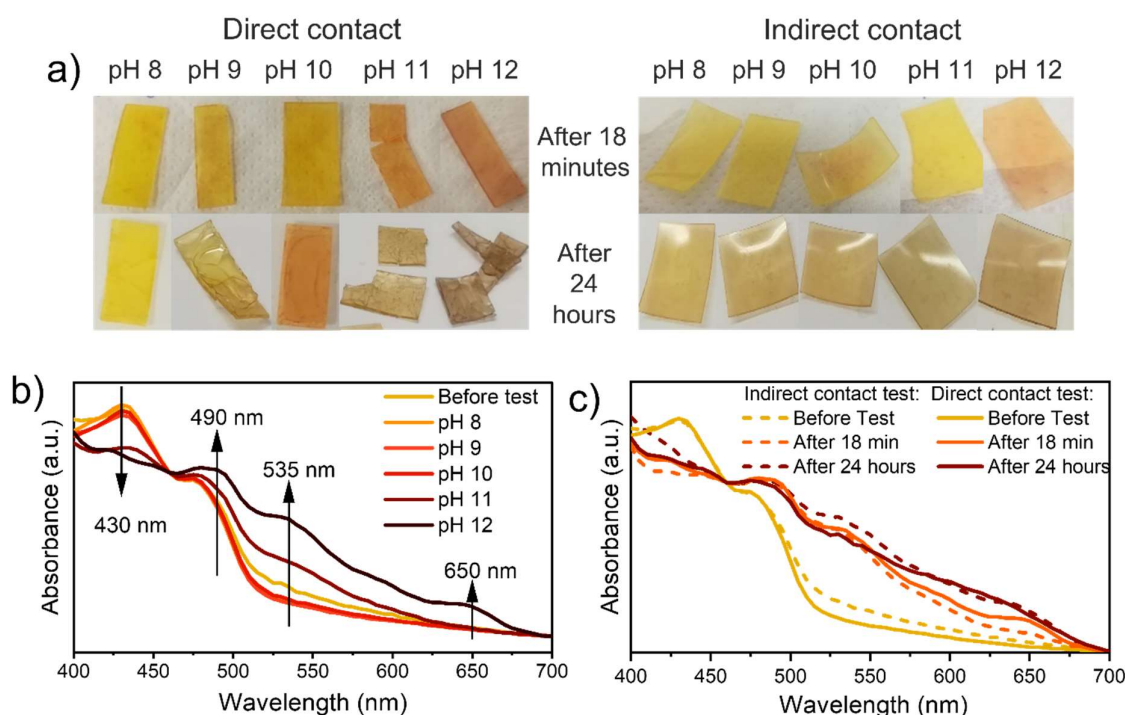 Direct contact
Indirect contact
a)
pH 8 pH 9 pH 10 pH 11 pH 12
pH 8 pH 9 pH 10 pH 11 pH 12
After 18
minutes
After
24
hours
b)
Absorbance (a.u.)
430 nm
490 nm
535 nm
650 nm
Before test
pH 8
pH 9
pH 10
pH 11
pH 12
400 450 500 550 600 650 700
Wavelength (nm)
c)
Absorbance (a.u.)
Indirect contact test: Direct contact test:
Before Test Before Test
After 18 min After 18 min
After 24 hours After 24 hours
400 450 500 550 600 650 700
Wavelength (nm)